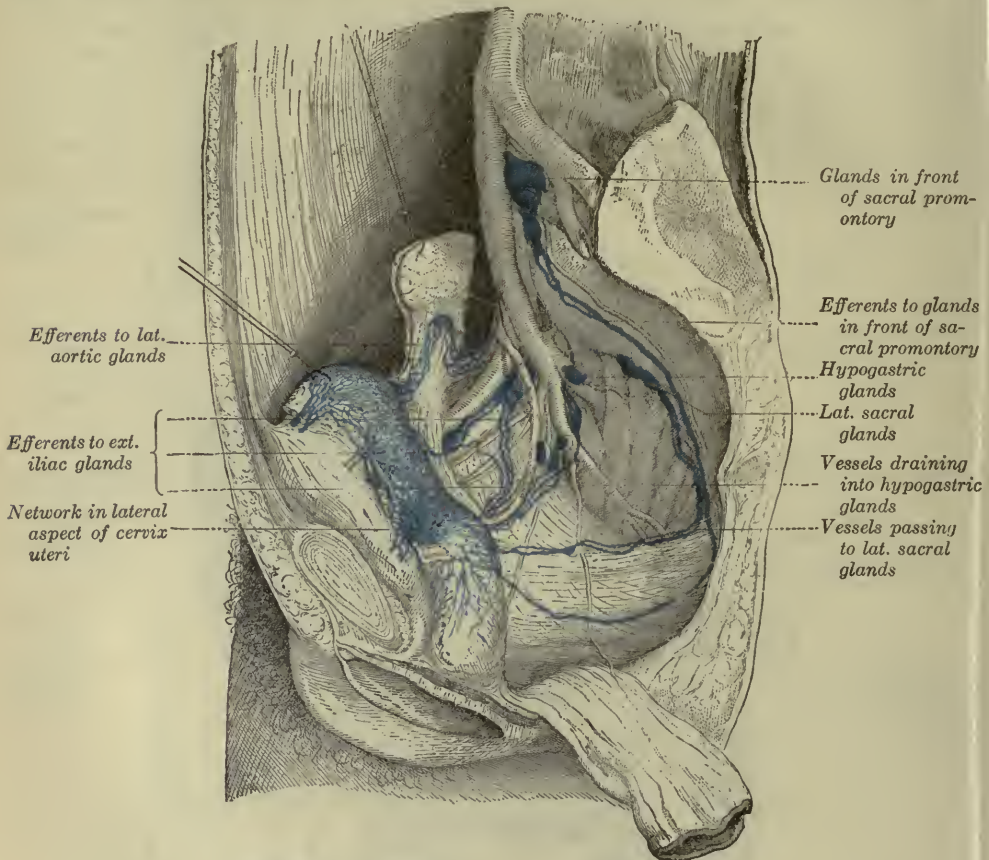 Efferents to lat.
aortic glands
Efferents to ext.
iliac glands
Network in lateral
aspect of cervix
uteri
Glands in front
of sacral prom-
ontory
Efferents to glands
in front of sa-
cral promontory
Hypogastric
glands
Lat. sacral
glands
Vessels draining
into hypogastric
glands
Vessels passing
to lat. sacral
glands